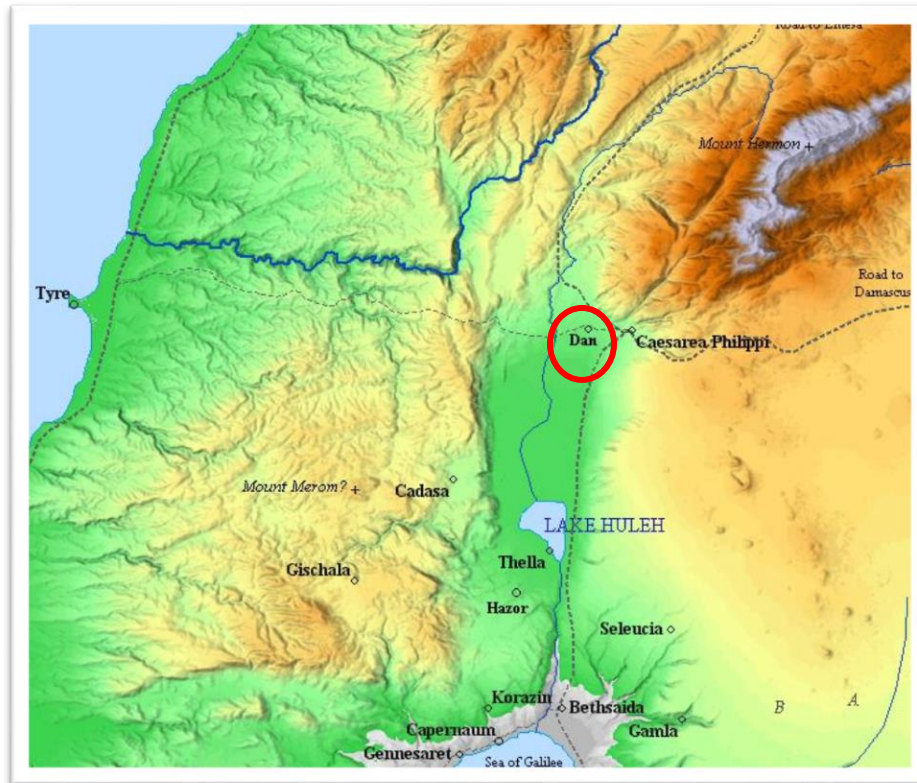 Road to Emesa
Mount Hermon
Road to
Damascus
Tyre
Dan
Caesarea Philippi
Mount Merom?
Cadasa
LAKE HULEH
Thella
Gischala
Hazor
Seleucia
Korazin
Bethsaida
B A
Capernaum
Gamla
Gennesaret
Sea of Galilee